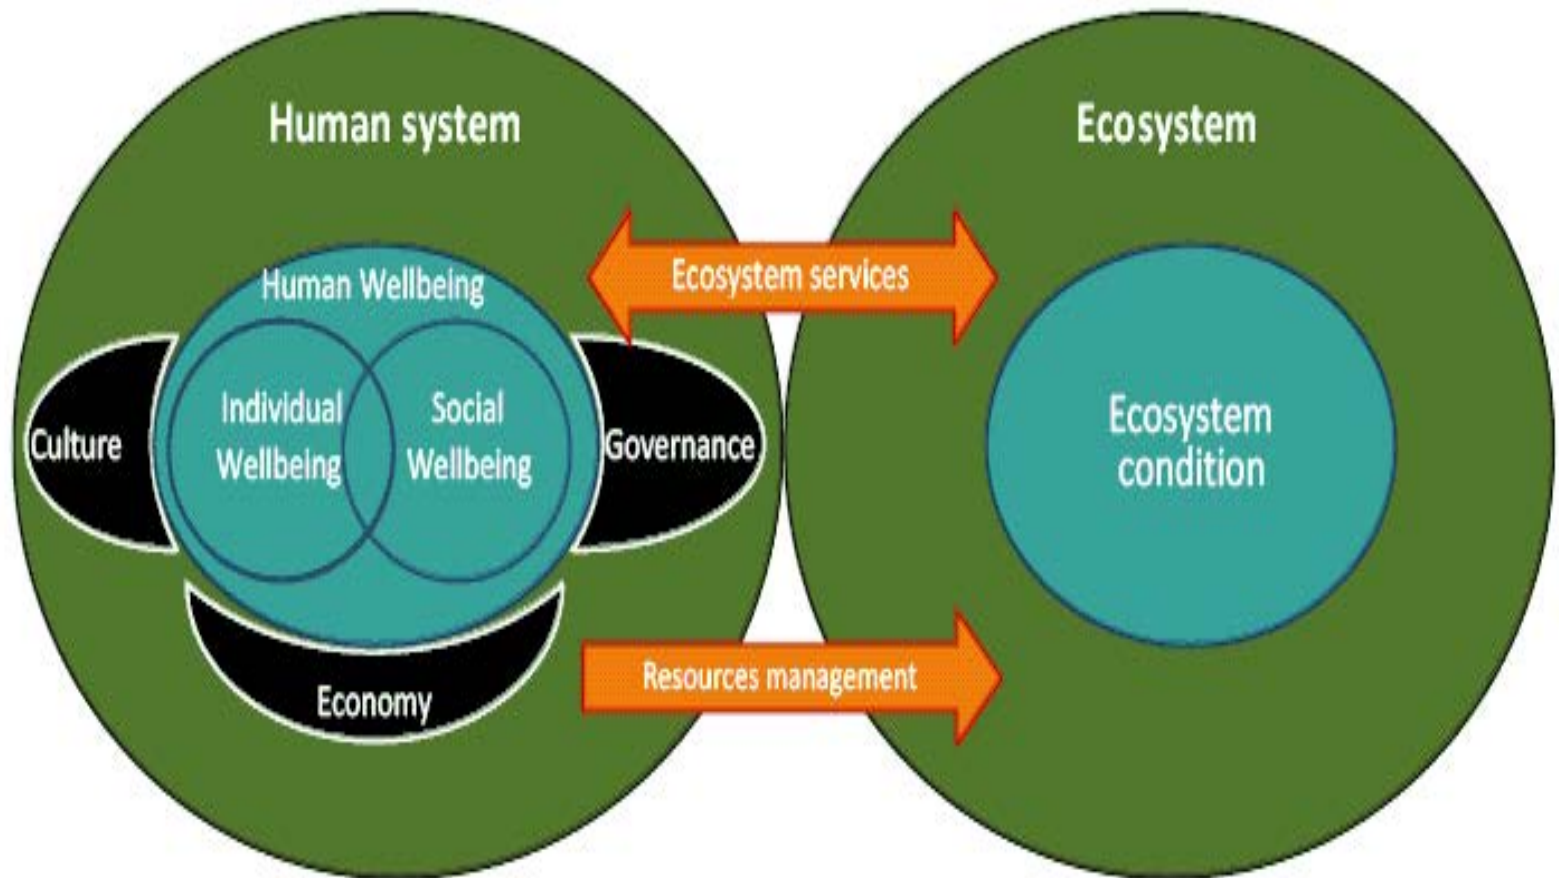 Human system
Ecosystem
Ecosystem services
Human Wellbeing
Individual
Wellbeing
Social
Wellbeing
Culture
Governance
Economy
Ecosystem
condition
Resources management